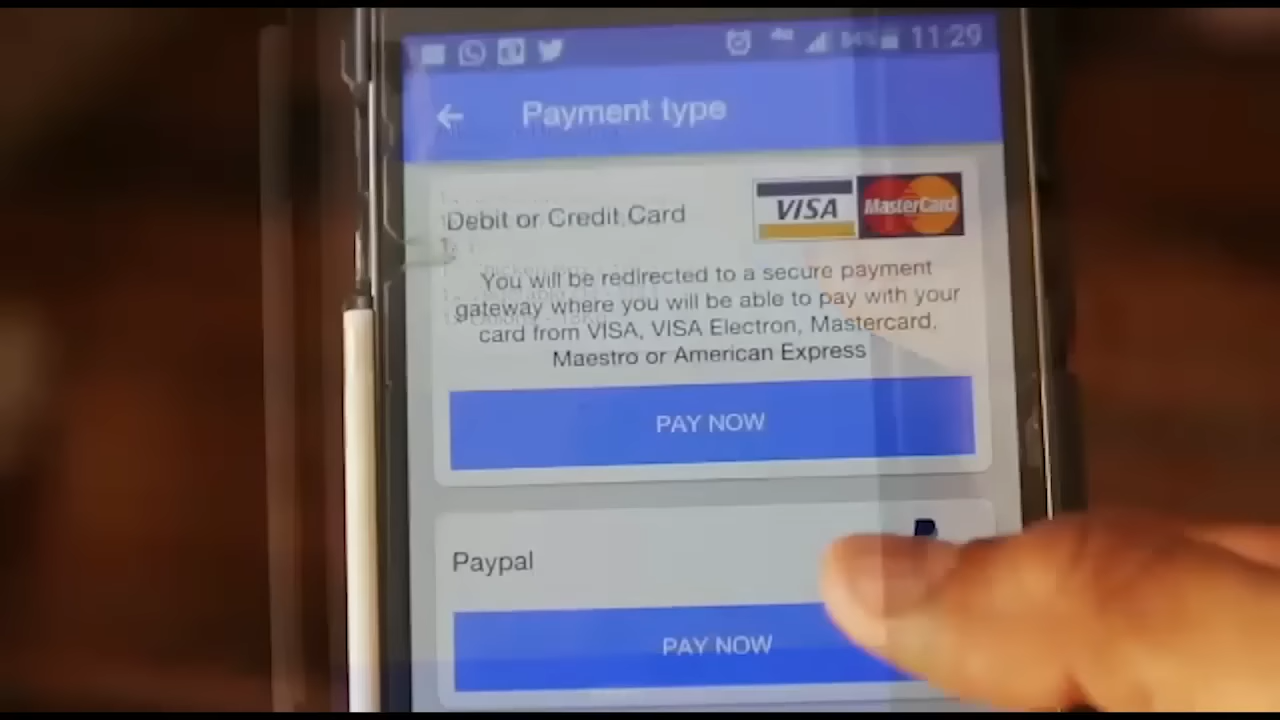 11:29
Payment type
Debit or Credit Card
VISA
MasterCard
You will be redirected to a secure payment
gateway where you will be able to pay with your
card from VISA, VISA Electron, Mastercard,
Maestro or American Express
PAY NOW
Paypal
PAY NOW